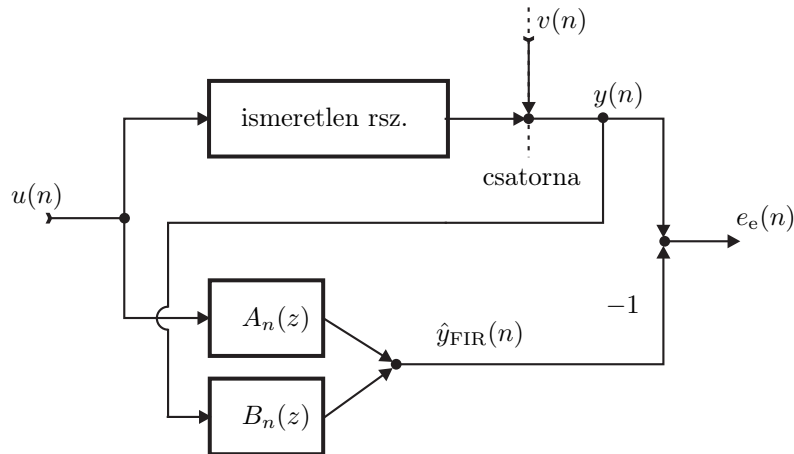 v(n)
ismeretlen rsz.
y(n)
csatorna
u(n)
e_e(n)
A_n(z)
−1
ŷ_FIR(n)
B_n(z)